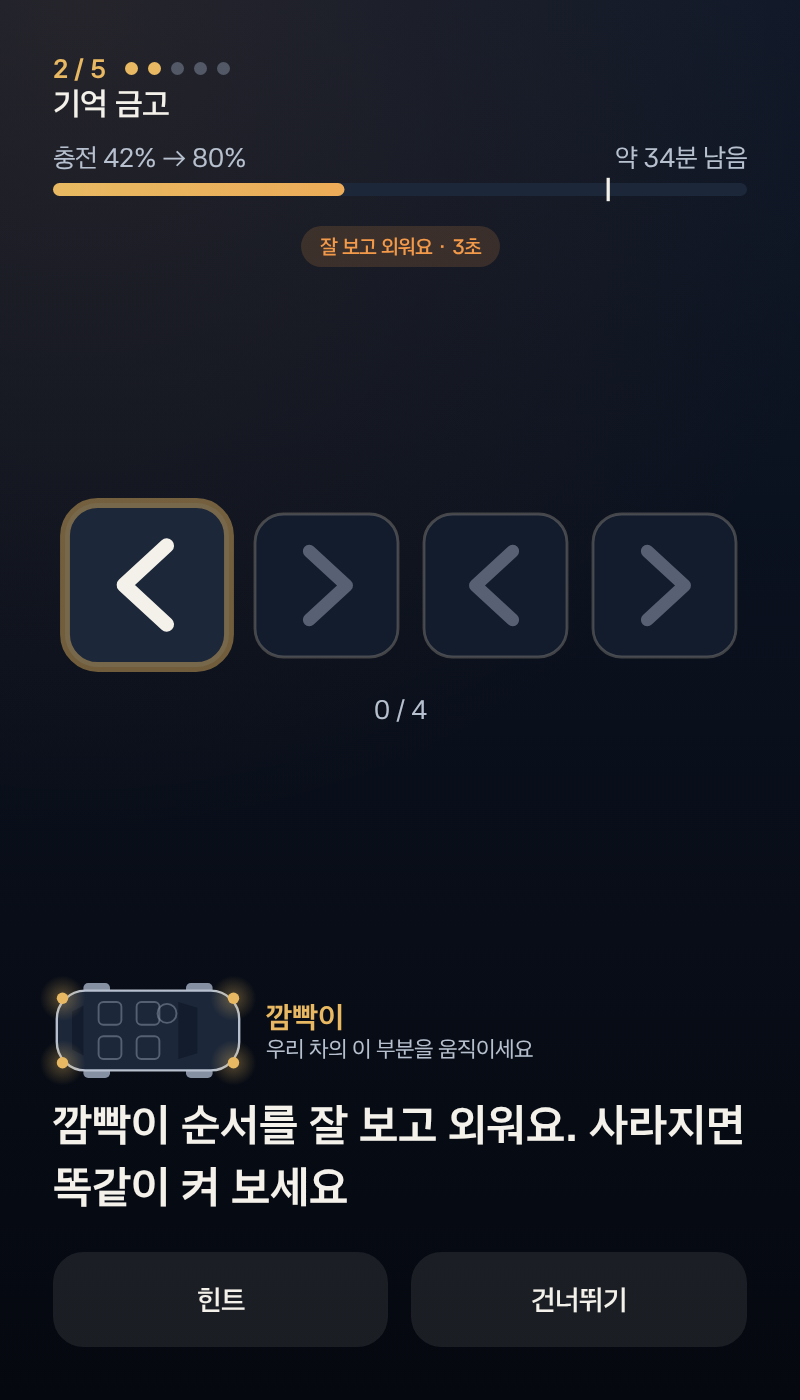 2 / 5
기억 금고
충전 42% → 80%
약 34분 남음
잘 보고 외워요 · 3초
0 / 4
깜빡이
우리 차의 이 부분을 움직이세요
깜빡이 순서를 잘 보고 외워요. 사라지면
똑같이 켜 보세요
힌트
건너뛰기